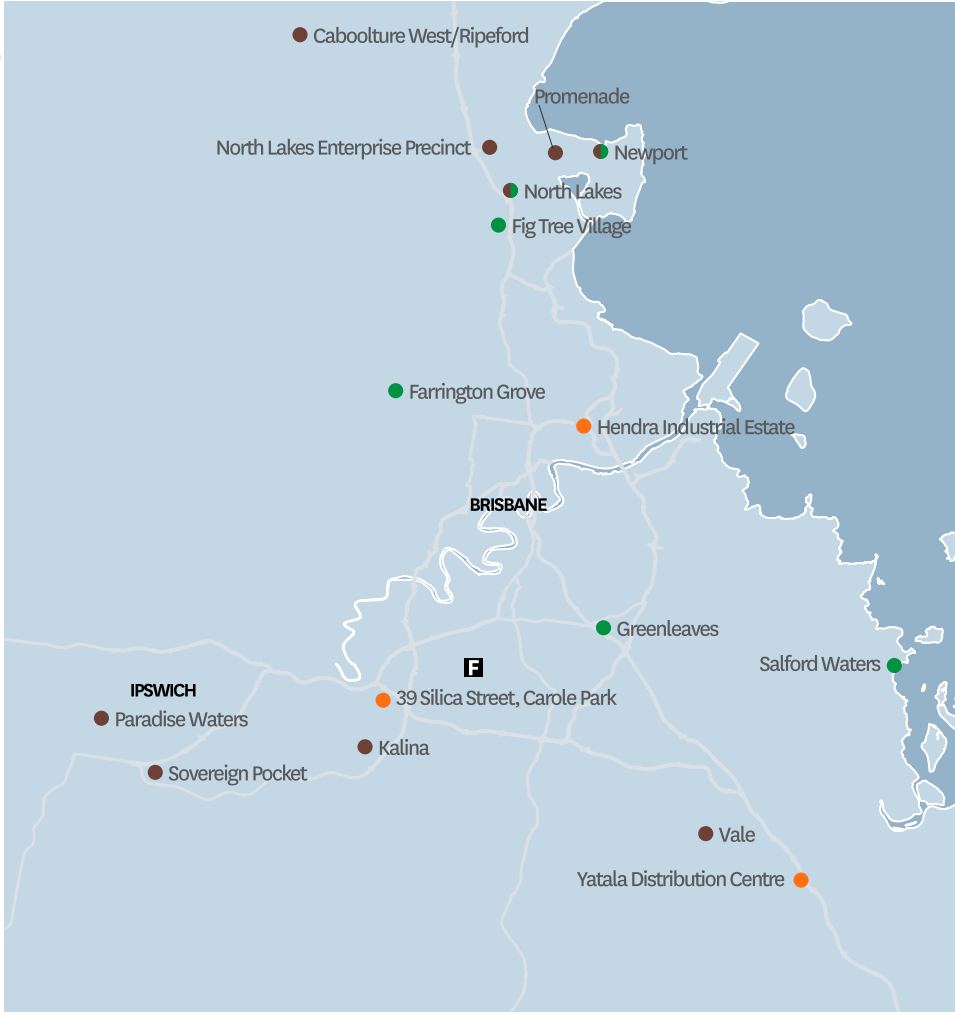 Caboolture West/Ripeford
Promenade
North Lakes Enterprise Precinct
Newport
North Lakes
Fig Tree Village
Farrington Grove
Hendra Industrial Estate
BRISBANE
Greenleaves
Salford Waters
F
IPSWICH
39 Silica Street, Carole Park
Paradise Waters
Kalina
Sovereign Pocket
Vale
Yatala Distribution Centre